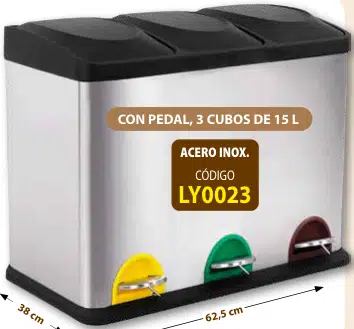 CON PEDAL, 3 CUBOS DE 15 L
ACERO INOX.
CÓDIGO
LY0023
38 cm
62,5 cm